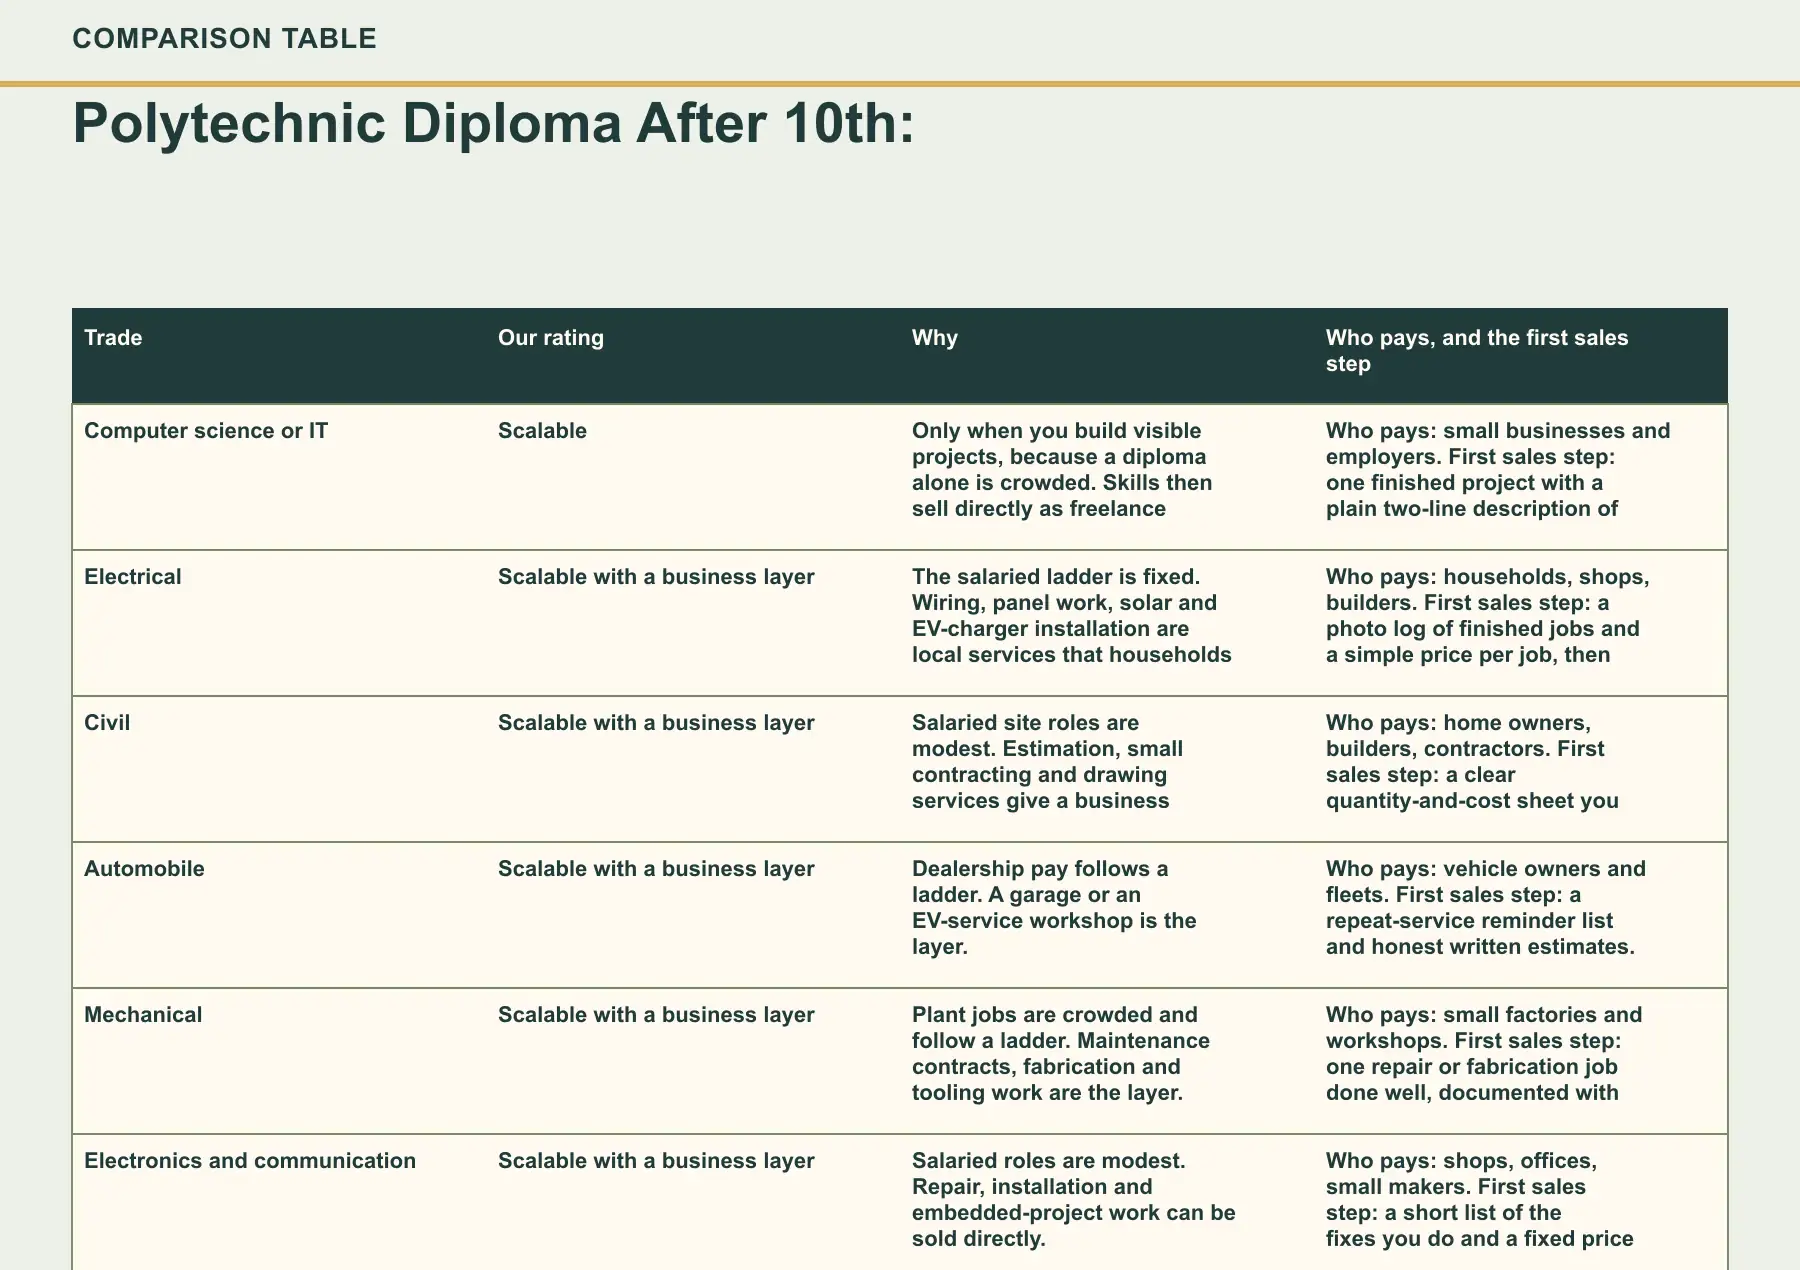 COMPARISON TABLE
Polytechnic Diploma After 10th:
Trade
Our rating
Why
Who pays, and the first sales
step
Computer science or IT
Scalable
Only when you build visible
projects, because a diploma
alone is crowded. Skills then
sell directly as freelance
Who pays: small businesses and
employers. First sales step:
one finished project with a
plain two-line description of
Electrical
Scalable with a business layer
The salaried ladder is fixed.
Wiring, panel work, solar and
EV-charger installation are
local services that households
Who pays: households, shops,
builders. First sales step: a
photo log of finished jobs and
a simple price per job, then
Civil
Scalable with a business layer
Salaried site roles are
modest. Estimation, small
contracting and drawing
services give a business
Who pays: home owners,
builders, contractors. First
sales step: a clear
quantity-and-cost sheet you
Automobile
Scalable with a business layer
Dealership pay follows a
ladder. A garage or an
EV-service workshop is the
layer.
Who pays: vehicle owners and
fleets. First sales step: a
repeat-service reminder list
and honest written estimates.
Mechanical
Scalable with a business layer
Plant jobs are crowded and
follow a ladder. Maintenance
contracts, fabrication and
tooling work are the layer.
Who pays: small factories and
workshops. First sales step:
one repair or fabrication job
done well, documented with
Electronics and communication
Scalable with a business layer
Salaried roles are modest.
Repair, installation and
embedded-project work can be
sold directly.
Who pays: shops, offices,
small makers. First sales
step: a short list of the
fixes you do and a fixed price